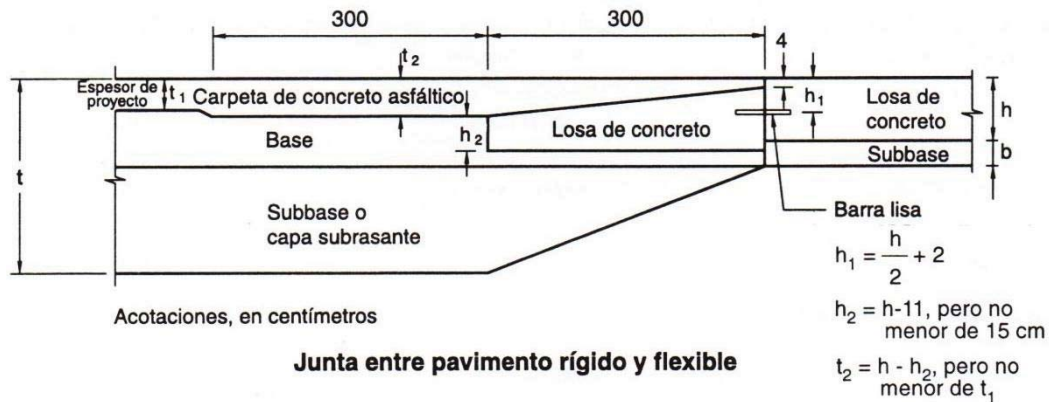 300
300
4
t₂
Espesor de
proyecto
t₁
Carpeta de concreto asfáltico
h₁
Losa de
concreto
h
Base
h₂
Losa de concreto
Subbase
b
t
Subbase o
capa subrasante
Barra lisa
h₁ = h/2 + 2
Acotaciones, en centímetros
h₂ = h-11, pero no
menor de 15 cm
Junta entre pavimento rígido y flexible
t₂ = h - h₂, pero no
menor de t₁